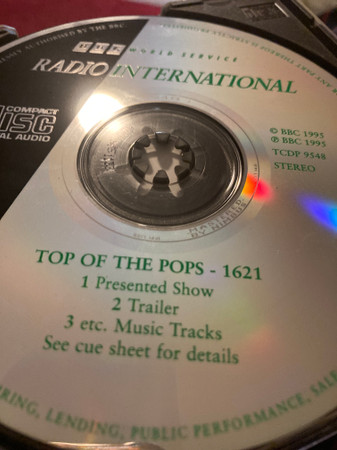 BBC WORLD SERVICE
RADIO INTERNATIONAL
COMPACT
DISC
AL AUDIO
© BBC 1995
℗ BBC 1995
TCDP 9548
STEREO
TOP OF THE POPS - 1621
1 Presented Show
2 Trailer
3 etc. Music Tracks
See cue sheet for details
RING, LENDING, PUBLIC PERFORMANCE,